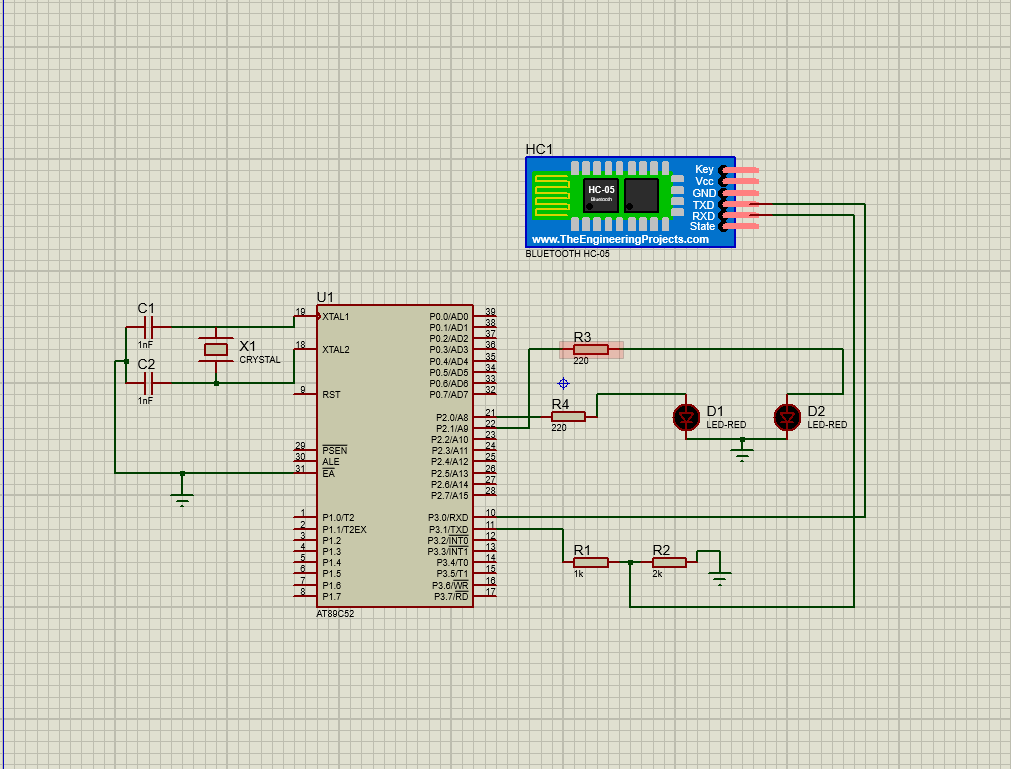 HC1
Key
Vcc
GND
TXD
RXD
State
HC-05
Bluetooth
www.TheEngineeringProjects.com
BLUETOOTH HC-05
C1
1nF
C2
1nF
X1
CRYSTAL
U1
19 XTAL1
18 XTAL2
9 RST
29 PSEN
30 ALE
31 EA
1 P1.0/T2
2 P1.1/T2EX
3 P1.2
4 P1.3
5 P1.4
6 P1.5
7 P1.6
8 P1.7
P0.0/AD0 39
P0.1/AD1 38
P0.2/AD2 37
P0.3/AD3 36
P0.4/AD4 35
P0.5/AD5 34
P0.6/AD6 33
P0.7/AD7 32
P2.0/A8 21
P2.1/A9 22
P2.2/A10 23
P2.3/A11 24
P2.4/A12 25
P2.5/A13 26
P2.6/A14 27
P2.7/A15 28
P3.0/RXD 10
P3.1/TXD 11
P3.2/INT0 12
P3.3/INT1 13
P3.4/T0 14
P3.5/T1 15
P3.6/WR 16
P3.7/RD 17
AT89C52
R3
220
R4
220
D1
LED-RED
D2
LED-RED
R1
1k
R2
2k